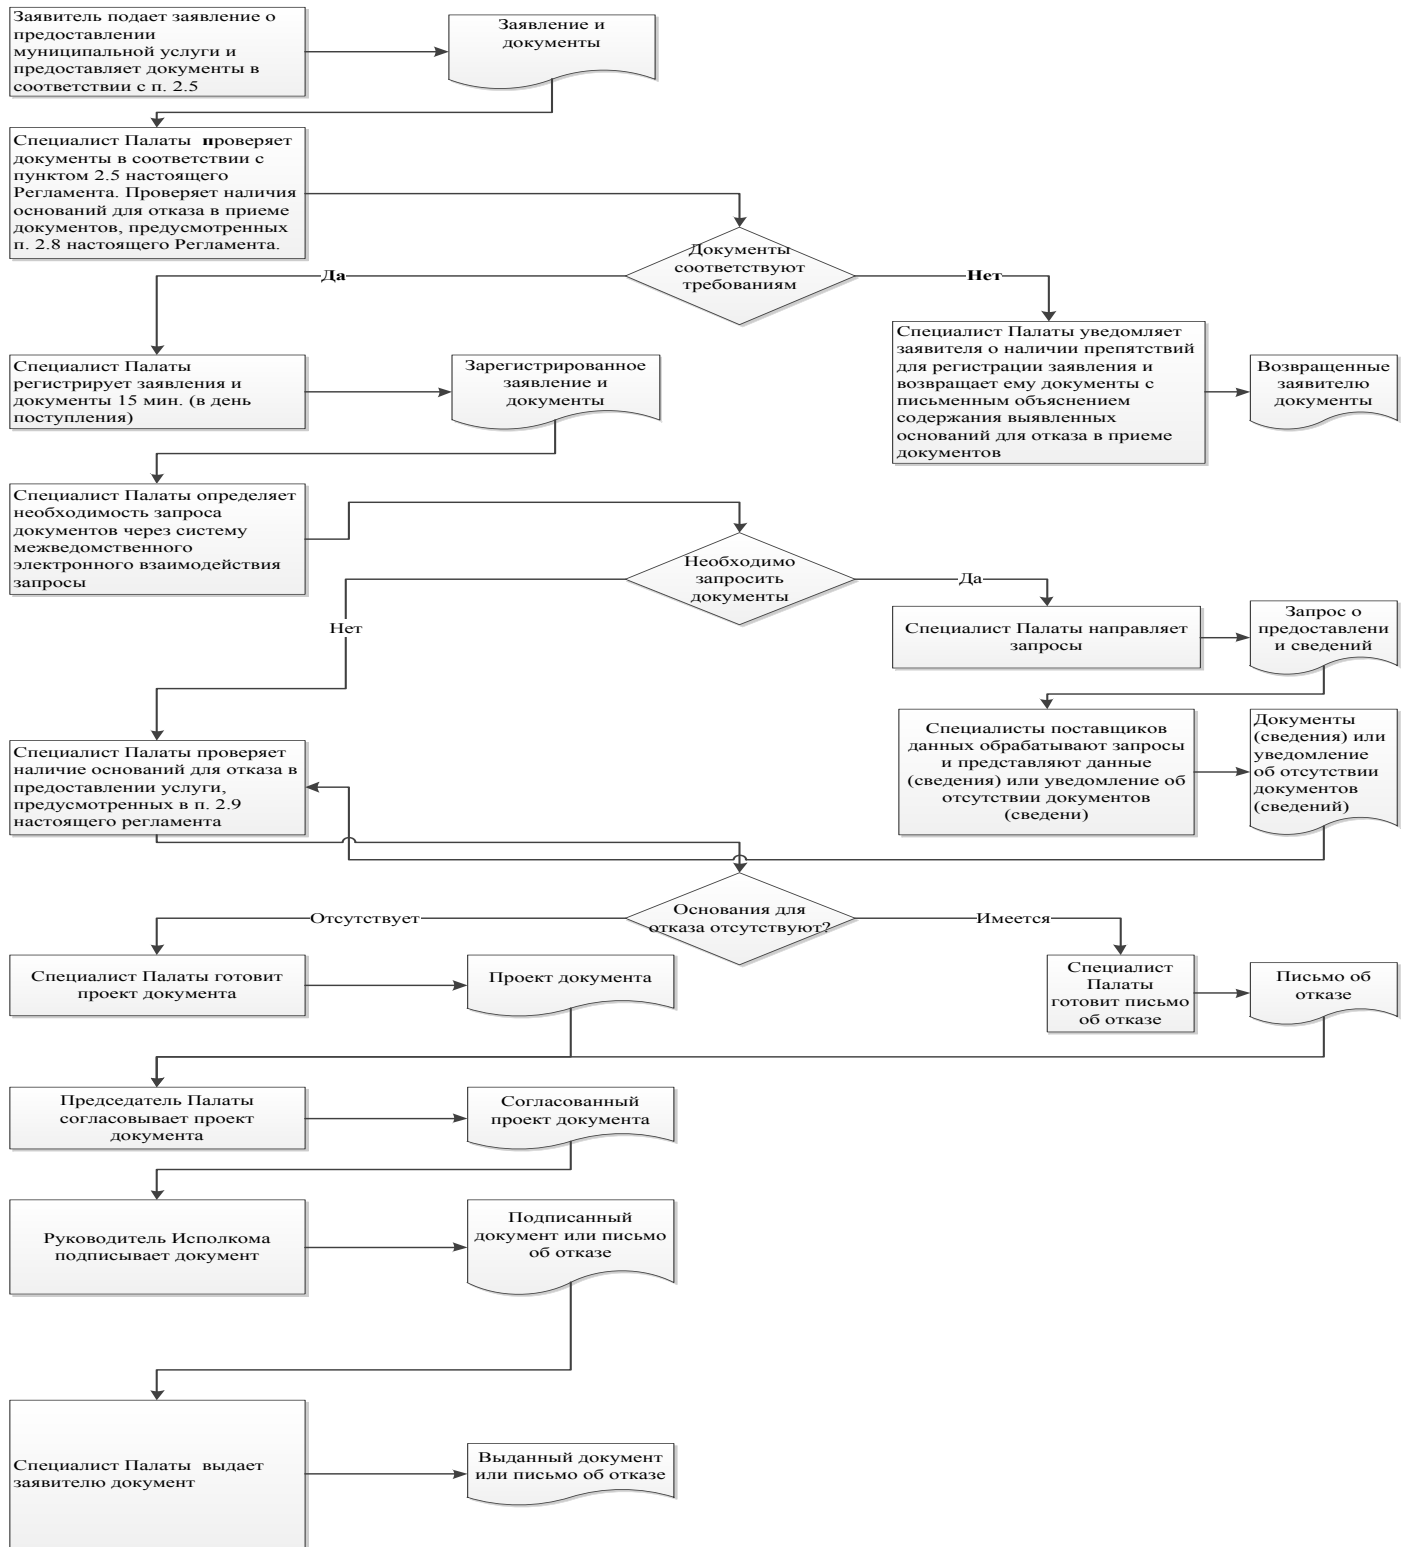 Заявитель подает заявление о
предоставлении
муниципальной услуги и
предоставляет документы в
соответствии с п. 2.5
Заявление и
документы
Специалист Палаты  проверяет
документы в соответствии с
пунктом 2.5 настоящего
Регламента. Проверяет наличия
оснований для отказа в приеме
документов, предусмотренных
п. 2.8 настоящего Регламента.
Документы
соответствуют
требованиям
Да
Нет
Специалист Палаты
регистрирует заявления и
документы 15 мин. (в день
поступления)
Зарегистрированное
заявление и
документы
Специалист Палаты уведомляет
заявителя о наличии препятствий
для регистрации заявления и
возвращает ему документы с
письменным объяснением
содержания выявленных
оснований для отказа в приеме
документов
Возвращенные
заявителю
документы
Специалист Палаты определяет
необходимость запроса
документов через систему
межведомственного
электронного взаимодействия
запросы
Необходимо
запросить
документы
Да
Нет
Специалист Палаты направляет
запросы
Запрос о
предоставлени
и сведений
Специалисты поставщиков
данных обрабатывают запросы
и представляют данные
(сведения) или уведомление об
отсутствии документов
(сведени)
Документы
(сведения) или
уведомление
об отсутствии
документов
(сведений)
Специалист Палаты проверяет
наличие оснований для отказа в
предоставлении услуги,
предусмотренных в п. 2.9
настоящего регламента
Основания для
отказа отсутствуют?
Отсутствует
Имеется
Специалист Палаты готовит
проект документа
Проект документа
Специалист
Палаты
готовит письмо
об отказе
Письмо об
отказе
Председатель Палаты
согласовывает проект
документа
Согласованный
проект документа
Руководитель Исполкома
подписывает документ
Подписанный
документ или письмо
об отказе
Специалист Палаты  выдает
заявителю документ
Выданный документ
или письмо об отказе